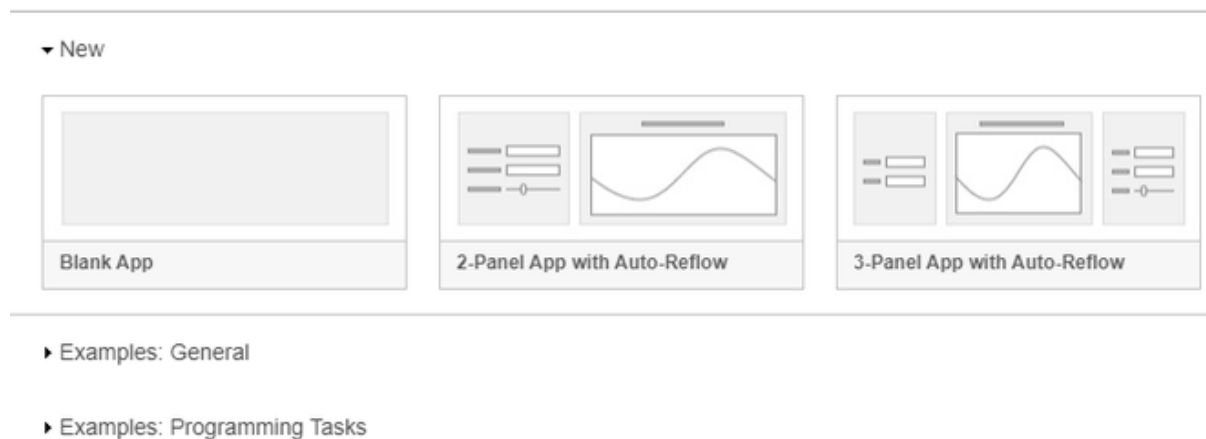 New
Blank App
2-Panel App with Auto-Reflow
3-Panel App with Auto-Reflow
Examples: General
Examples: Programming Tasks